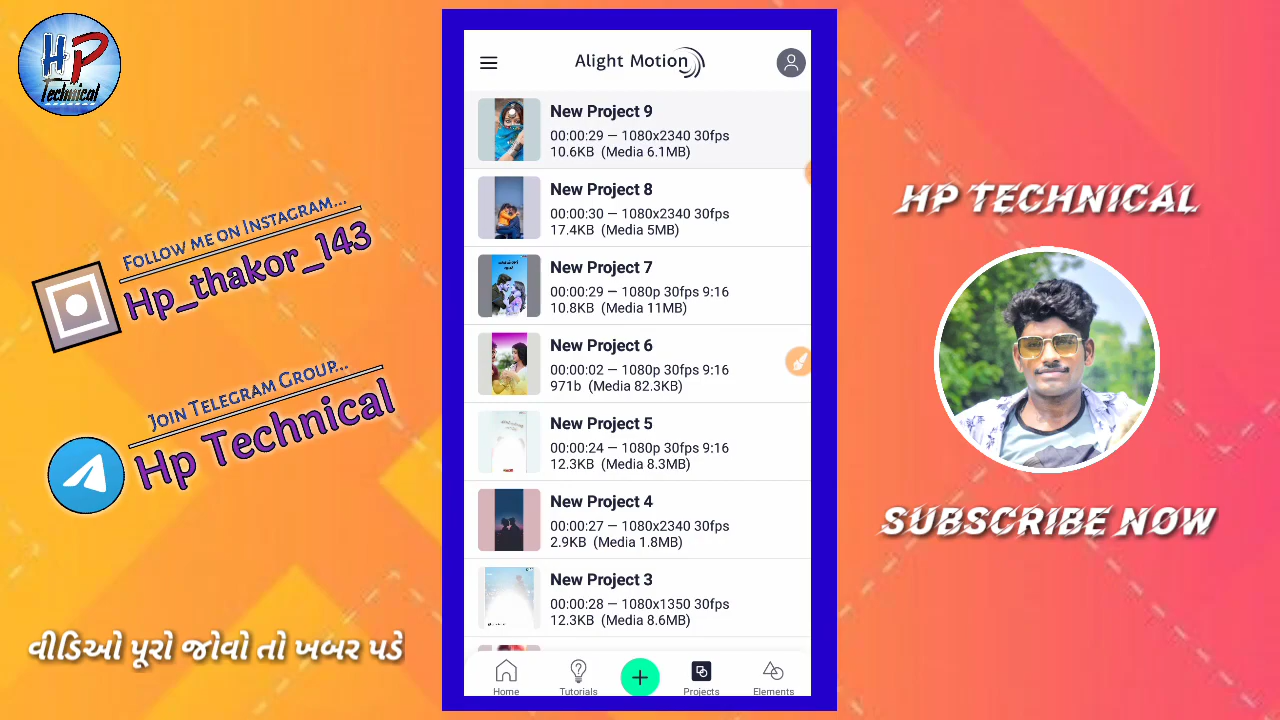 HP
Technical
Follow me on Instagram...
Hp_thakor_143
Join Telegram Group...
Hp Technical
વીડિઓ પૂરો જોવો તો ખબર પડે
Alight Motion
New Project 9
00:00:29 — 1080x2340 30fps
10.6KB (Media 6.1MB)
New Project 8
00:00:30 — 1080x2340 30fps
17.4KB (Media 5MB)
New Project 7
00:00:29 — 1080p 30fps 9:16
10.8KB (Media 11MB)
New Project 6
00:00:02 — 1080p 30fps 9:16
971b (Media 82.3KB)
New Project 5
00:00:24 — 1080p 30fps 9:16
12.3KB (Media 8.3MB)
New Project 4
00:00:27 — 1080x2340 30fps
2.9KB (Media 1.8MB)
New Project 3
00:00:28 — 1080x1350 30fps
12.3KB (Media 8.6MB)
Home
Tutorials
Projects
Elements
HP TECHNICAL
SUBSCRIBE NOW